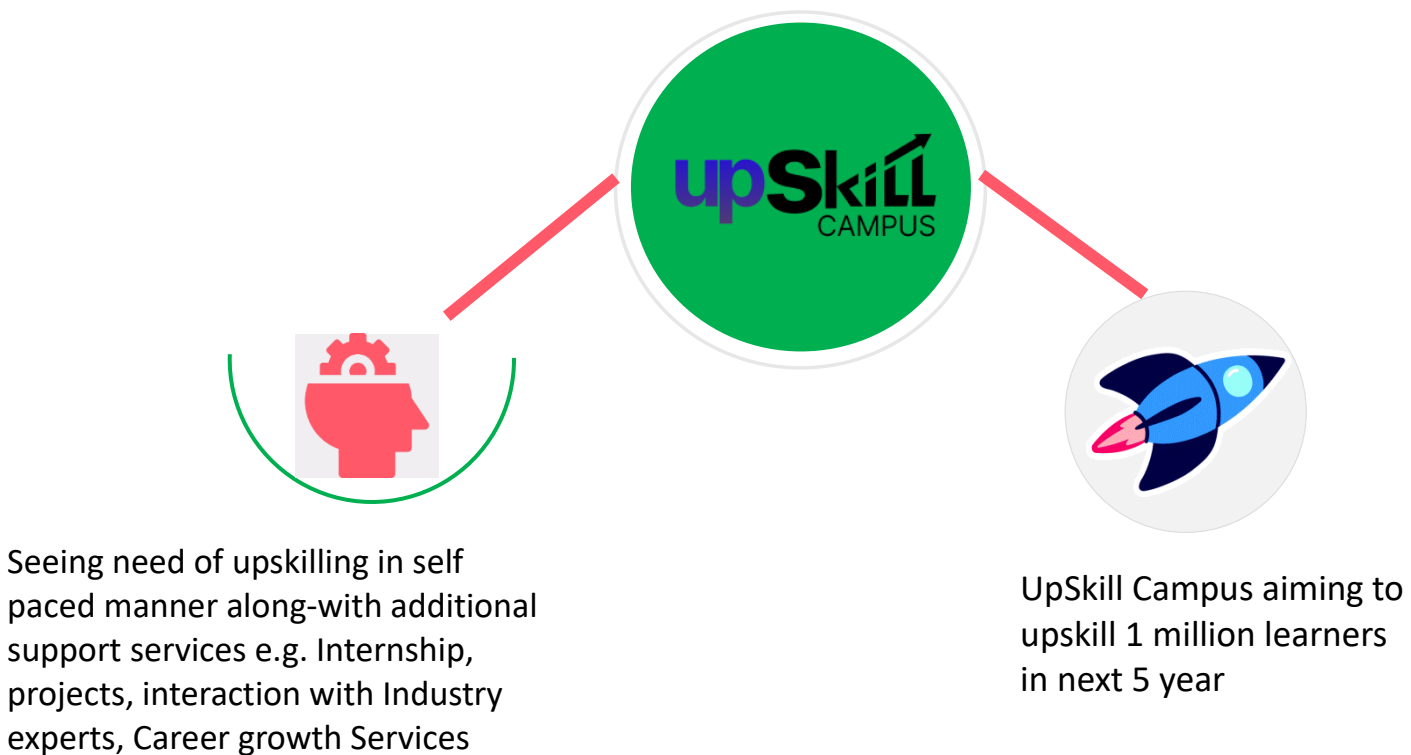 upSkill
CAMPUS
Seeing need of upskilling in self
paced manner along-with additional
support services e.g. Internship,
projects, interaction with Industry
experts, Career growth Services
UpSkill Campus aiming to
upskill 1 million learners
in next 5 year